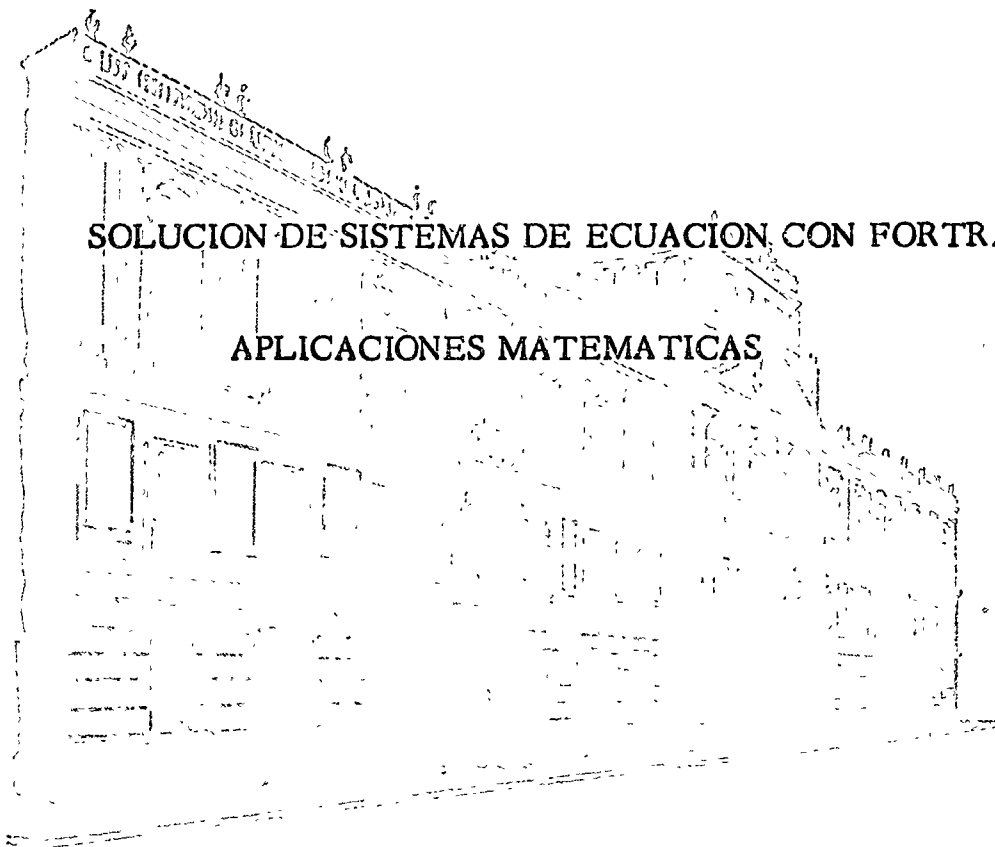 SOLUCION DE SISTEMAS DE ECUACION CON FORTR
APLICACIONES MATEMATICAS